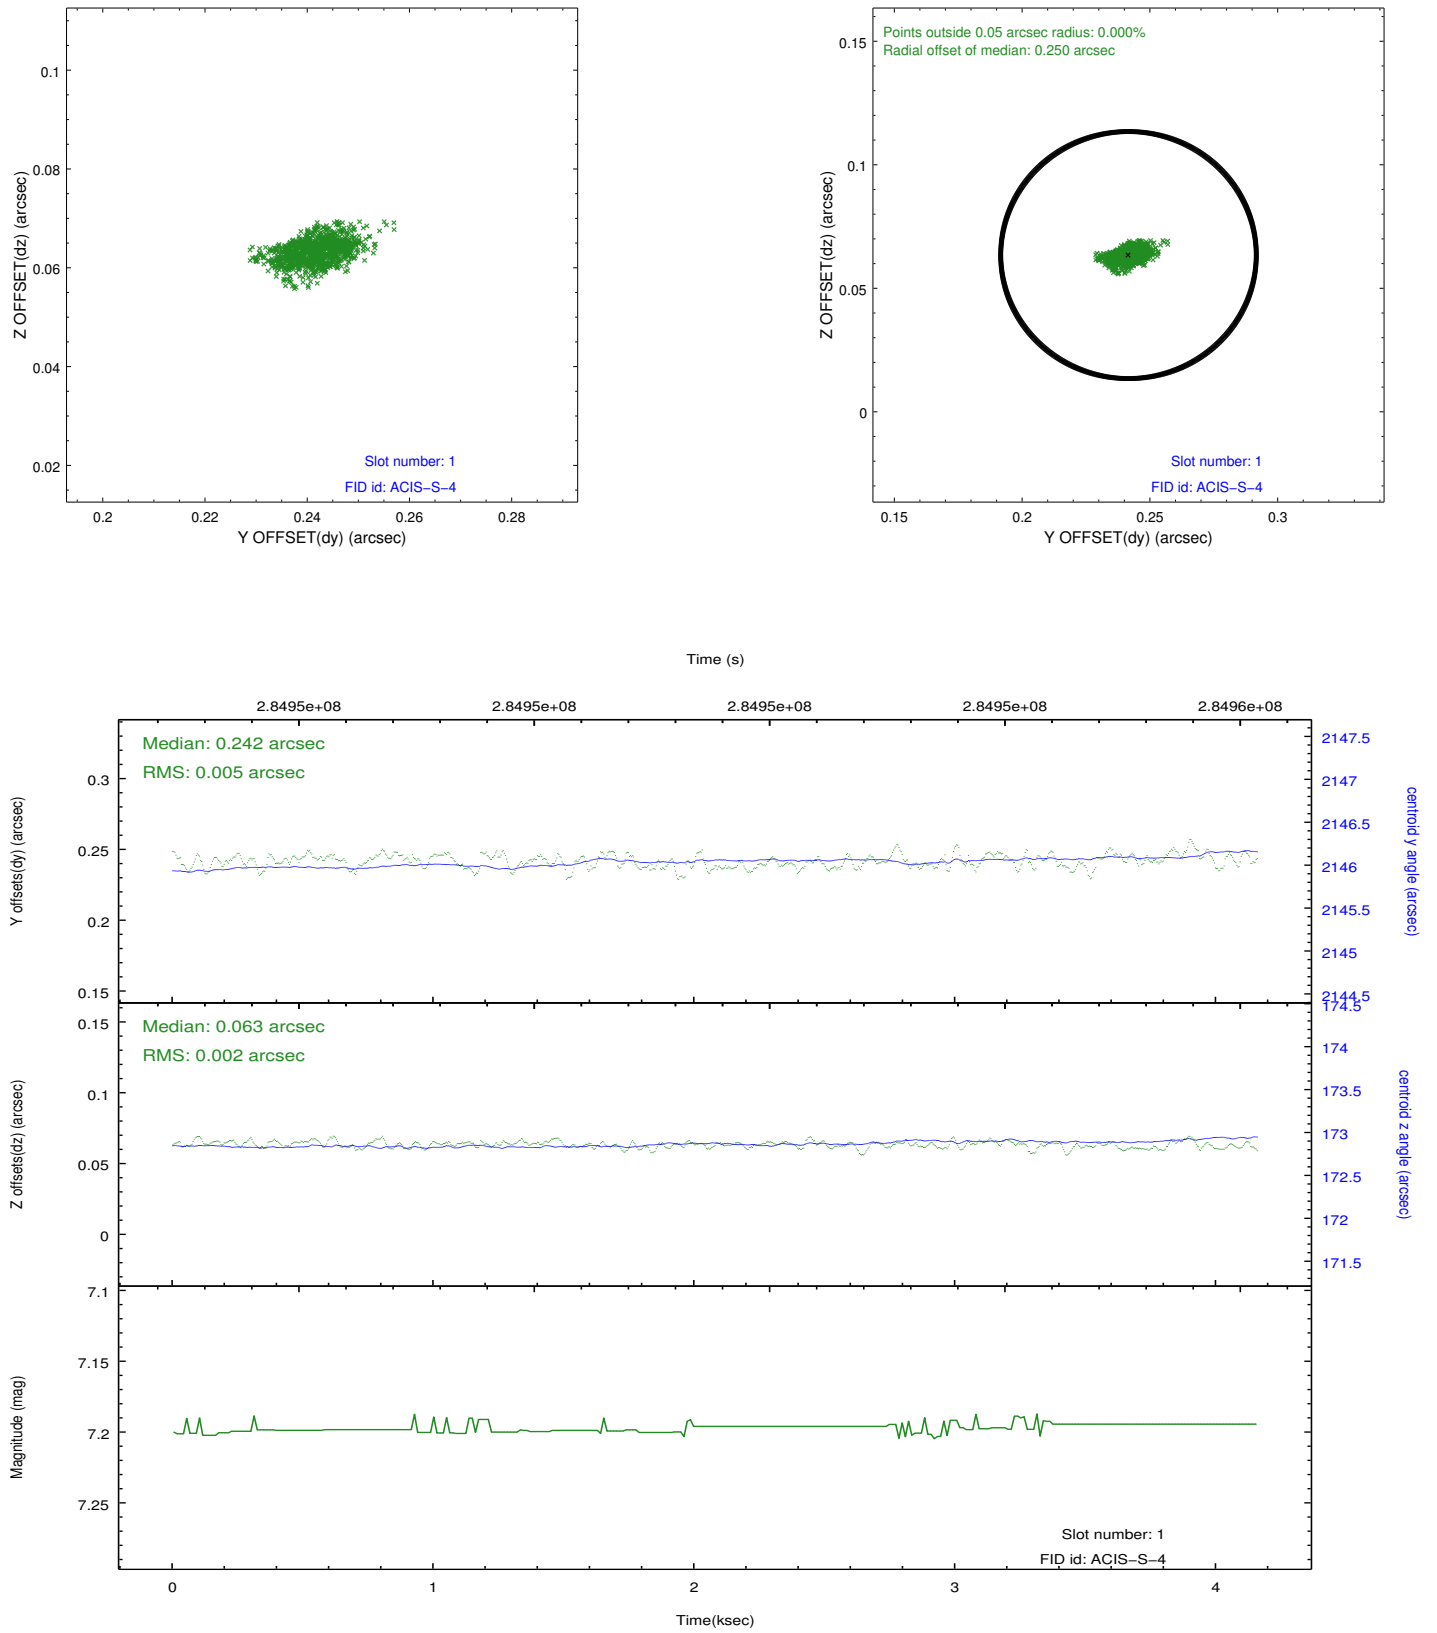 0.1
0.08
0.06
0.04
0.02
Z OFFSET(dz) (arcsec)
Slot number: 1
FID id: ACIS−S−4
0.2 0.22 0.24 0.26 0.28
Y OFFSET(dy) (arcsec)
Points outside 0.05 arcsec radius: 0.000%
Radial offset of median: 0.250 arcsec
0.15
0.1
0.05
0
Z OFFSET(dz) (arcsec)
Slot number: 1
FID id: ACIS−S−4
0.15 0.2 0.25 0.3
Y OFFSET(dy) (arcsec)
Time (s)
2.8495e+08 2.8495e+08 2.8495e+08 2.8495e+08 2.8496e+08
Median: 0.242 arcsec
RMS: 0.005 arcsec
0.3
0.25
0.2
0.15
Y offsets(dy) (arcsec)
2147.5
2147
2146.5
2146
2145.5
2145
2144.5
centroid y angle (arcsec)
Median: 0.063 arcsec
RMS: 0.002 arcsec
0.15
0.1
0.05
0
Z offsets(dz) (arcsec)
174.5
174
173.5
173
172.5
172
171.5
centroid z angle (arcsec)
7.1
7.15
7.2
7.25
Magnitude (mag)
Slot number: 1
FID id: ACIS−S−4
0 1 2 3 4
Time(ksec)